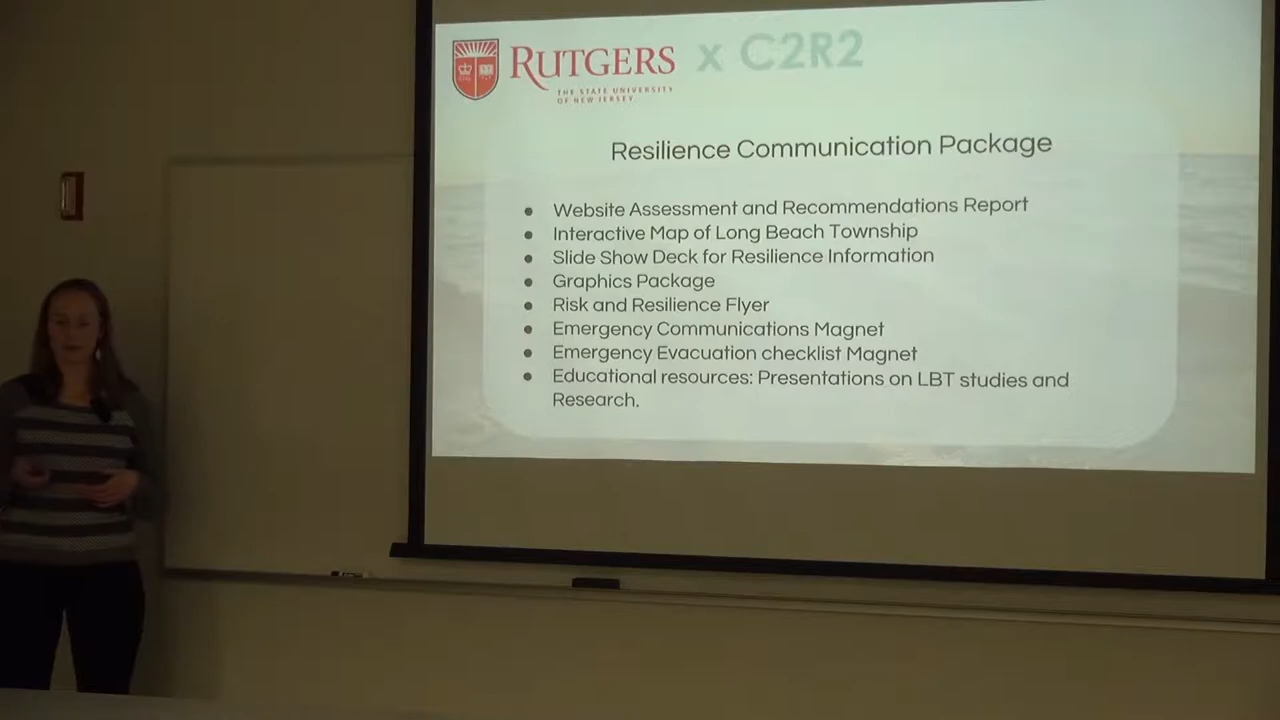 RUTGERS x C2R2
THE STATE UNIVERSITY
OF NEW JERSEY
Resilience Communication Package
● Website Assessment and Recommendations Report
● Interactive Map of Long Beach Township
● Slide Show Deck for Resilience Information
● Graphics Package
● Risk and Resilience Flyer
● Emergency Communications Magnet
● Emergency Evacuation checklist Magnet
● Educational resources: Presentations on LBT studies and
Research.